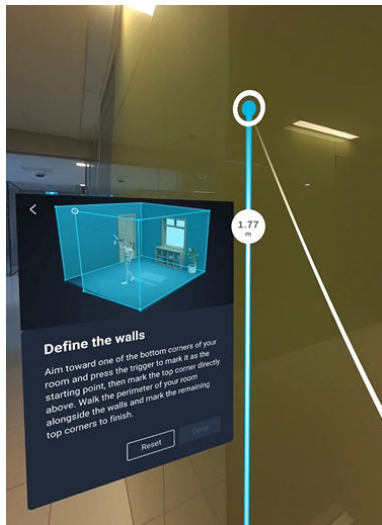 1.77
m
Define the walls
Aim toward one of the bottom corners of your
room and press the trigger to mark it as the
starting point, then mark the top corner directly
above. Walk the perimeter of your room
alongside the walls and mark the remaining
top corners to finish.
Reset
Done